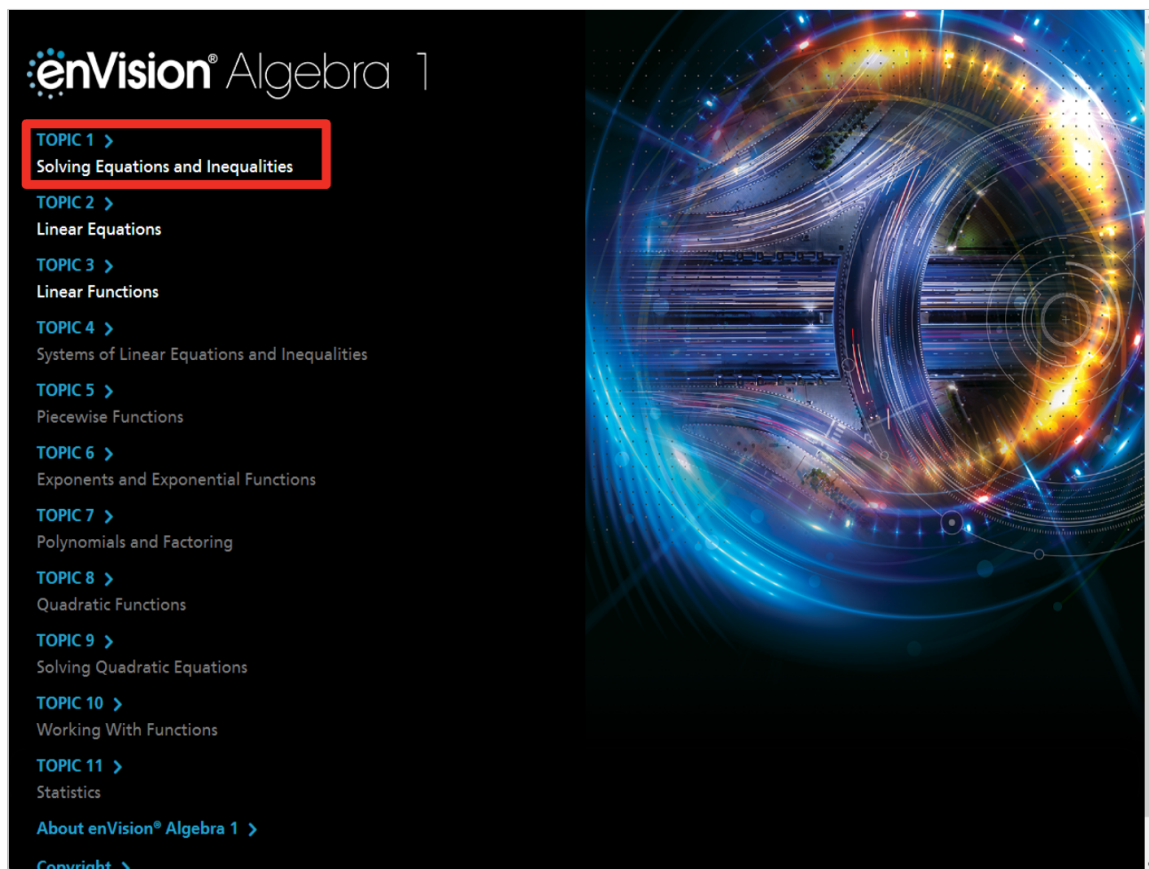 enVision® Algebra 1
TOPIC 1 >
Solving Equations and Inequalities
TOPIC 2 >
Linear Equations
TOPIC 3 >
Linear Functions
TOPIC 4 >
Systems of Linear Equations and Inequalities
TOPIC 5 >
Piecewise Functions
TOPIC 6 >
Exponents and Exponential Functions
TOPIC 7 >
Polynomials and Factoring
TOPIC 8 >
Quadratic Functions
TOPIC 9 >
Solving Quadratic Equations
TOPIC 10 >
Working With Functions
TOPIC 11 >
Statistics
About enVision® Algebra 1 >
Copyright >